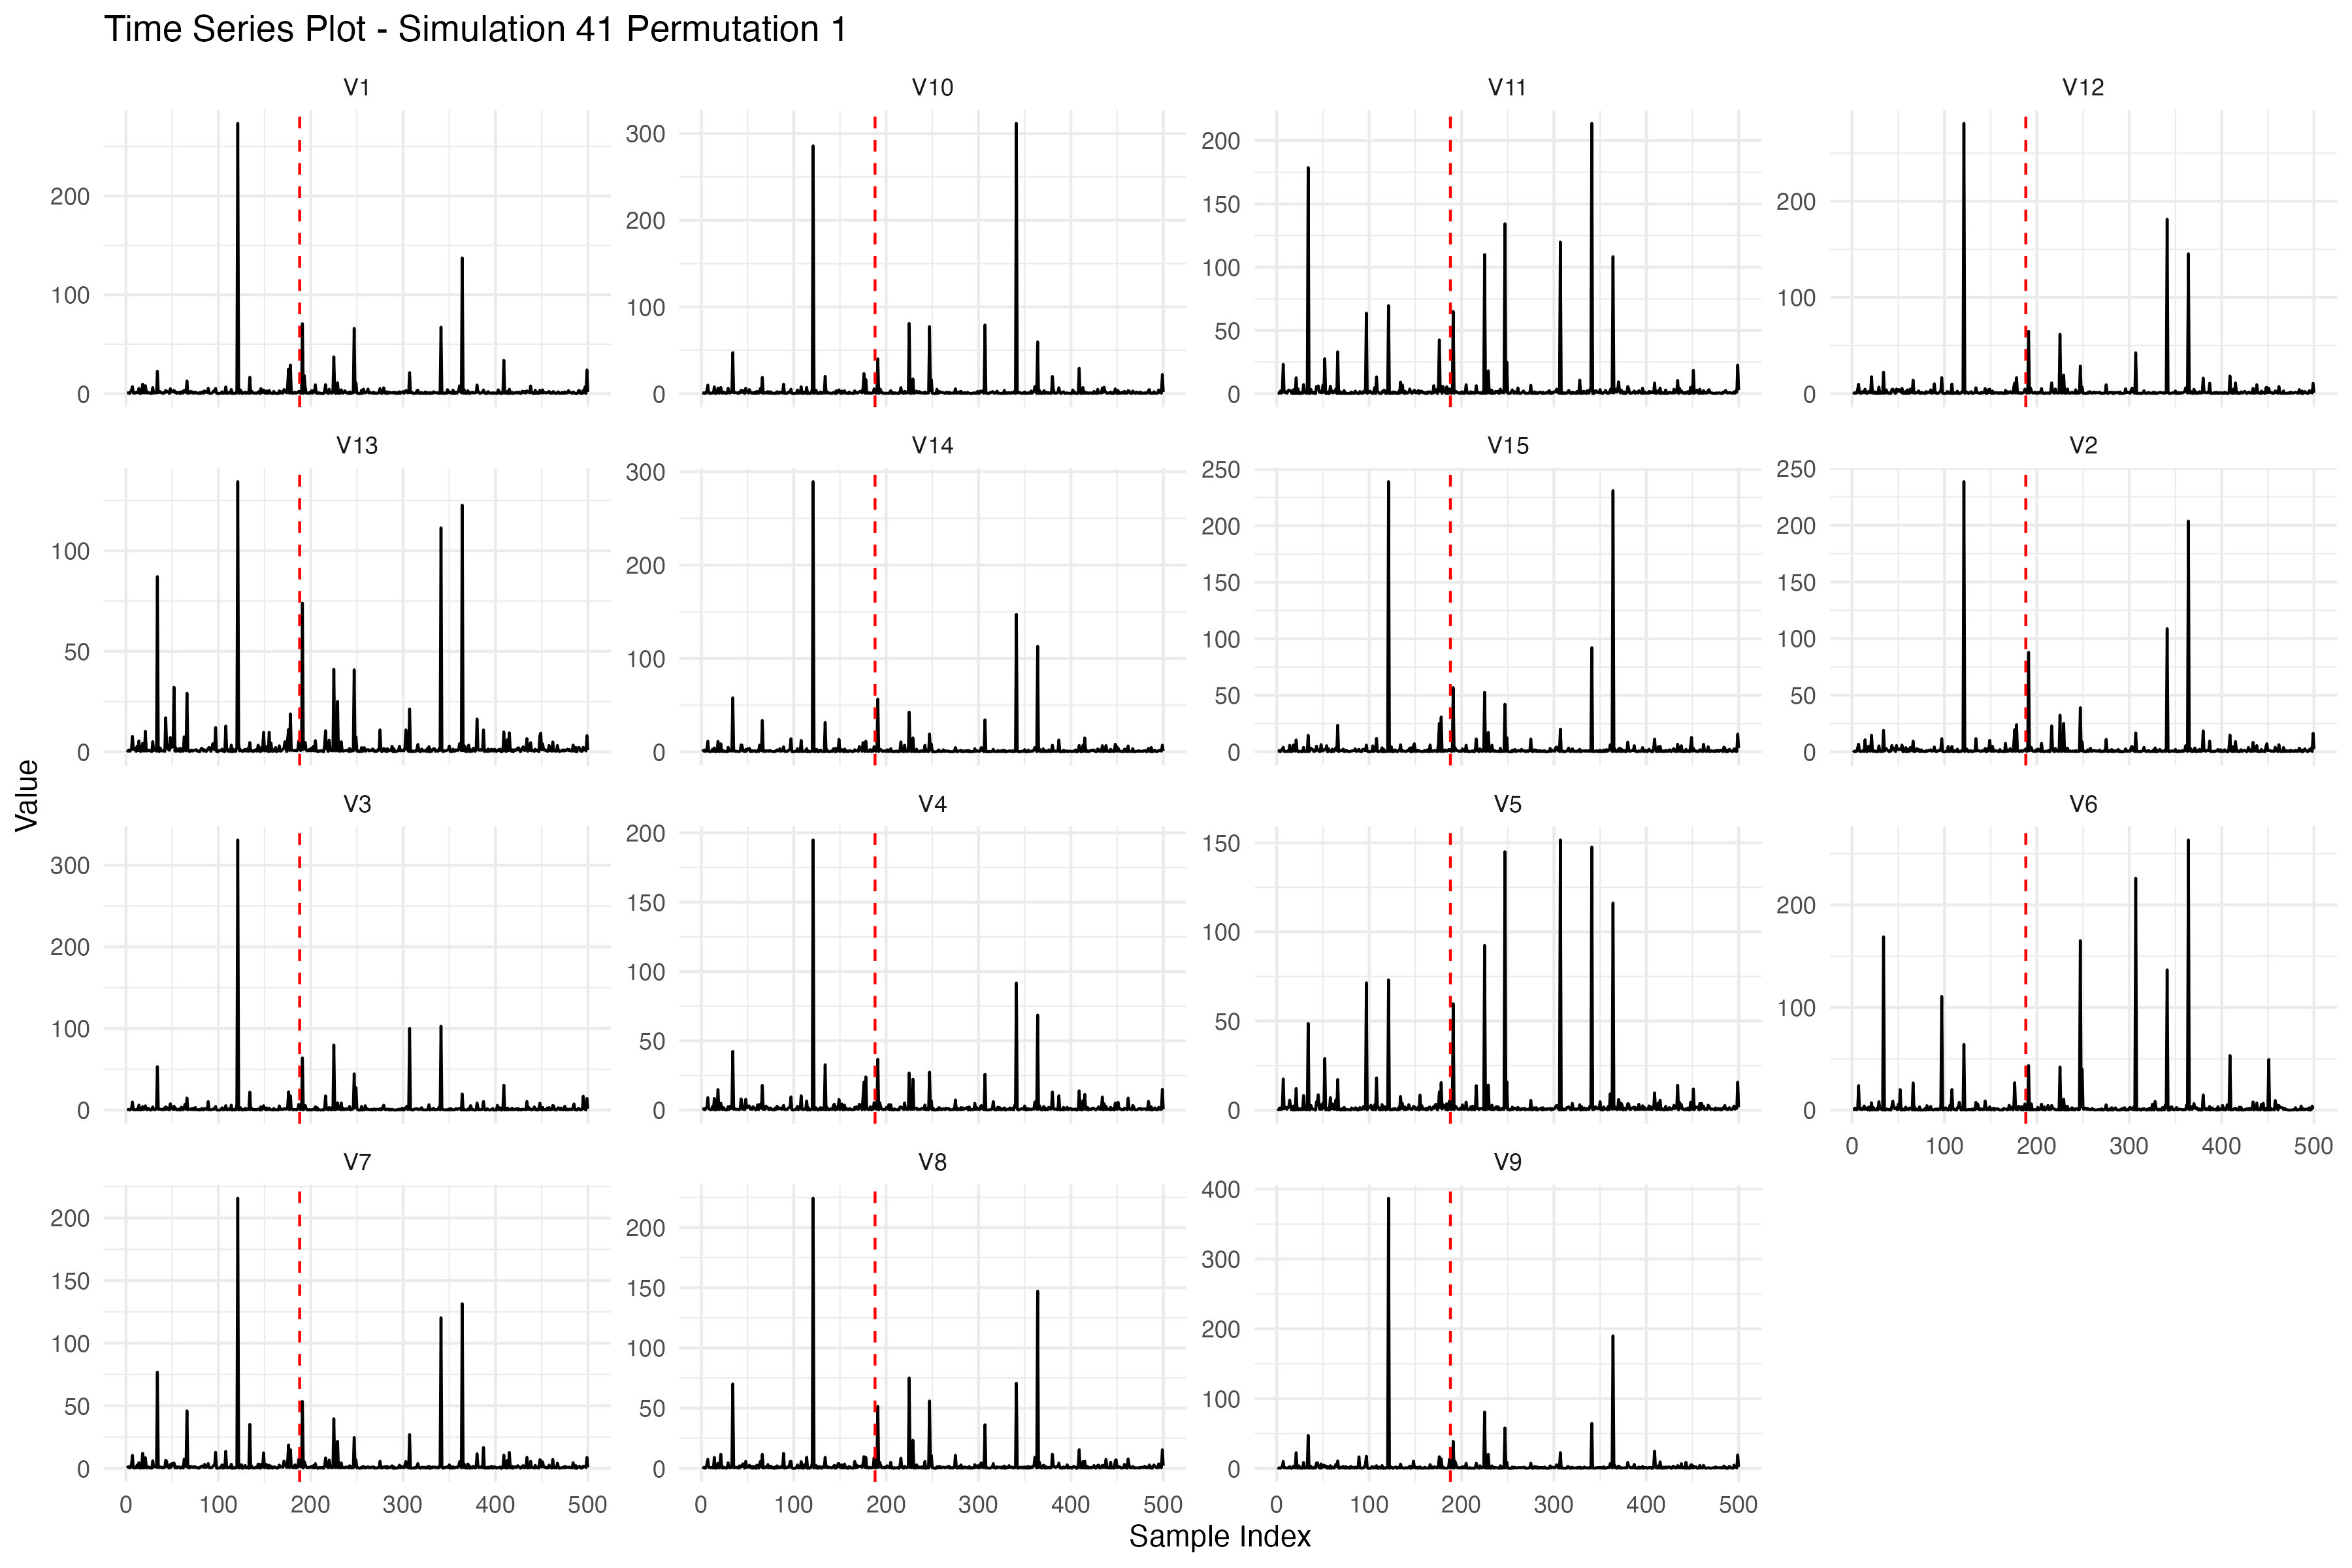 Time Series Plot - Simulation 41 Permutation 1
V1 V10 V11 V12
200 100 0
300 200 100 0
200 150 100 50 0
200 100 0
V13 V14 V15 V2
100 50 0
300 200 100 0
250 200 150 100 50 0
250 200 150 100 50 0
Value
V3 V4 V5 V6
300 200 100 0
200 150 100 50 0
150 100 50 0
200 100 0
0 100 200 300 400 500
V7 V8 V9
200 150 100 50 0
200 150 100 50 0
400 300 200 100 0
0 100 200 300 400 500
0 100 200 300 400 500
0 100 200 300 400 500
Sample Index